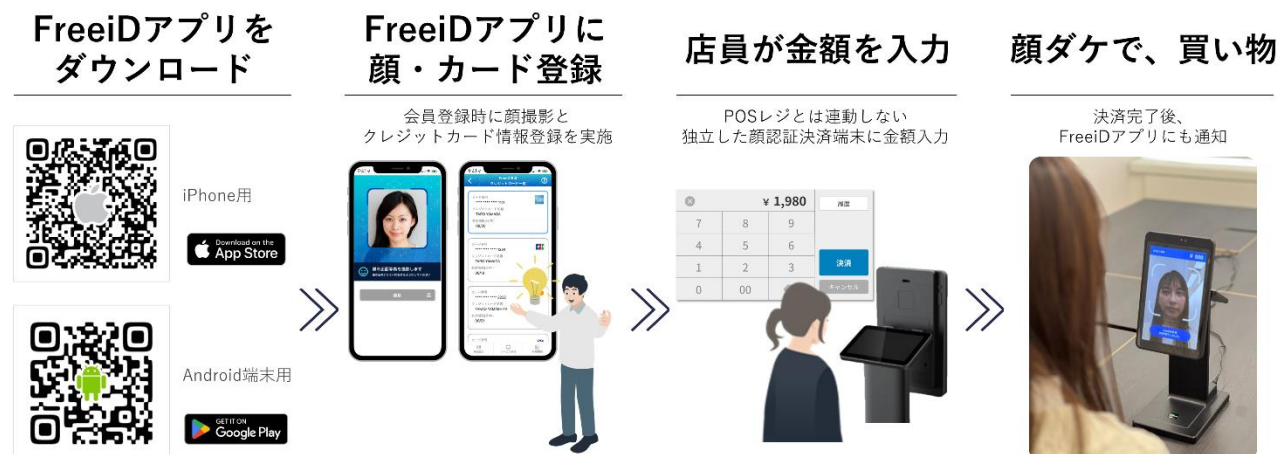 FreeiDアプリを
ダウンロード
iPhone用
Download on the
App Store
Android端末用
GET IT ON
Google Play
FreeiDアプリに
顔・カード登録
会員登録時に顔撮影と
クレジットカード情報登録を実施
店員が金額を入力
POSレジとは連動しない
独立した顔認証決済端末に金額入力
¥ 1,980
履歴
7 8 9
4 5 6
1 2 3
決済
0 00
キャンセル
顔ダケで、買い物
決済完了後、
FreeiDアプリにも通知